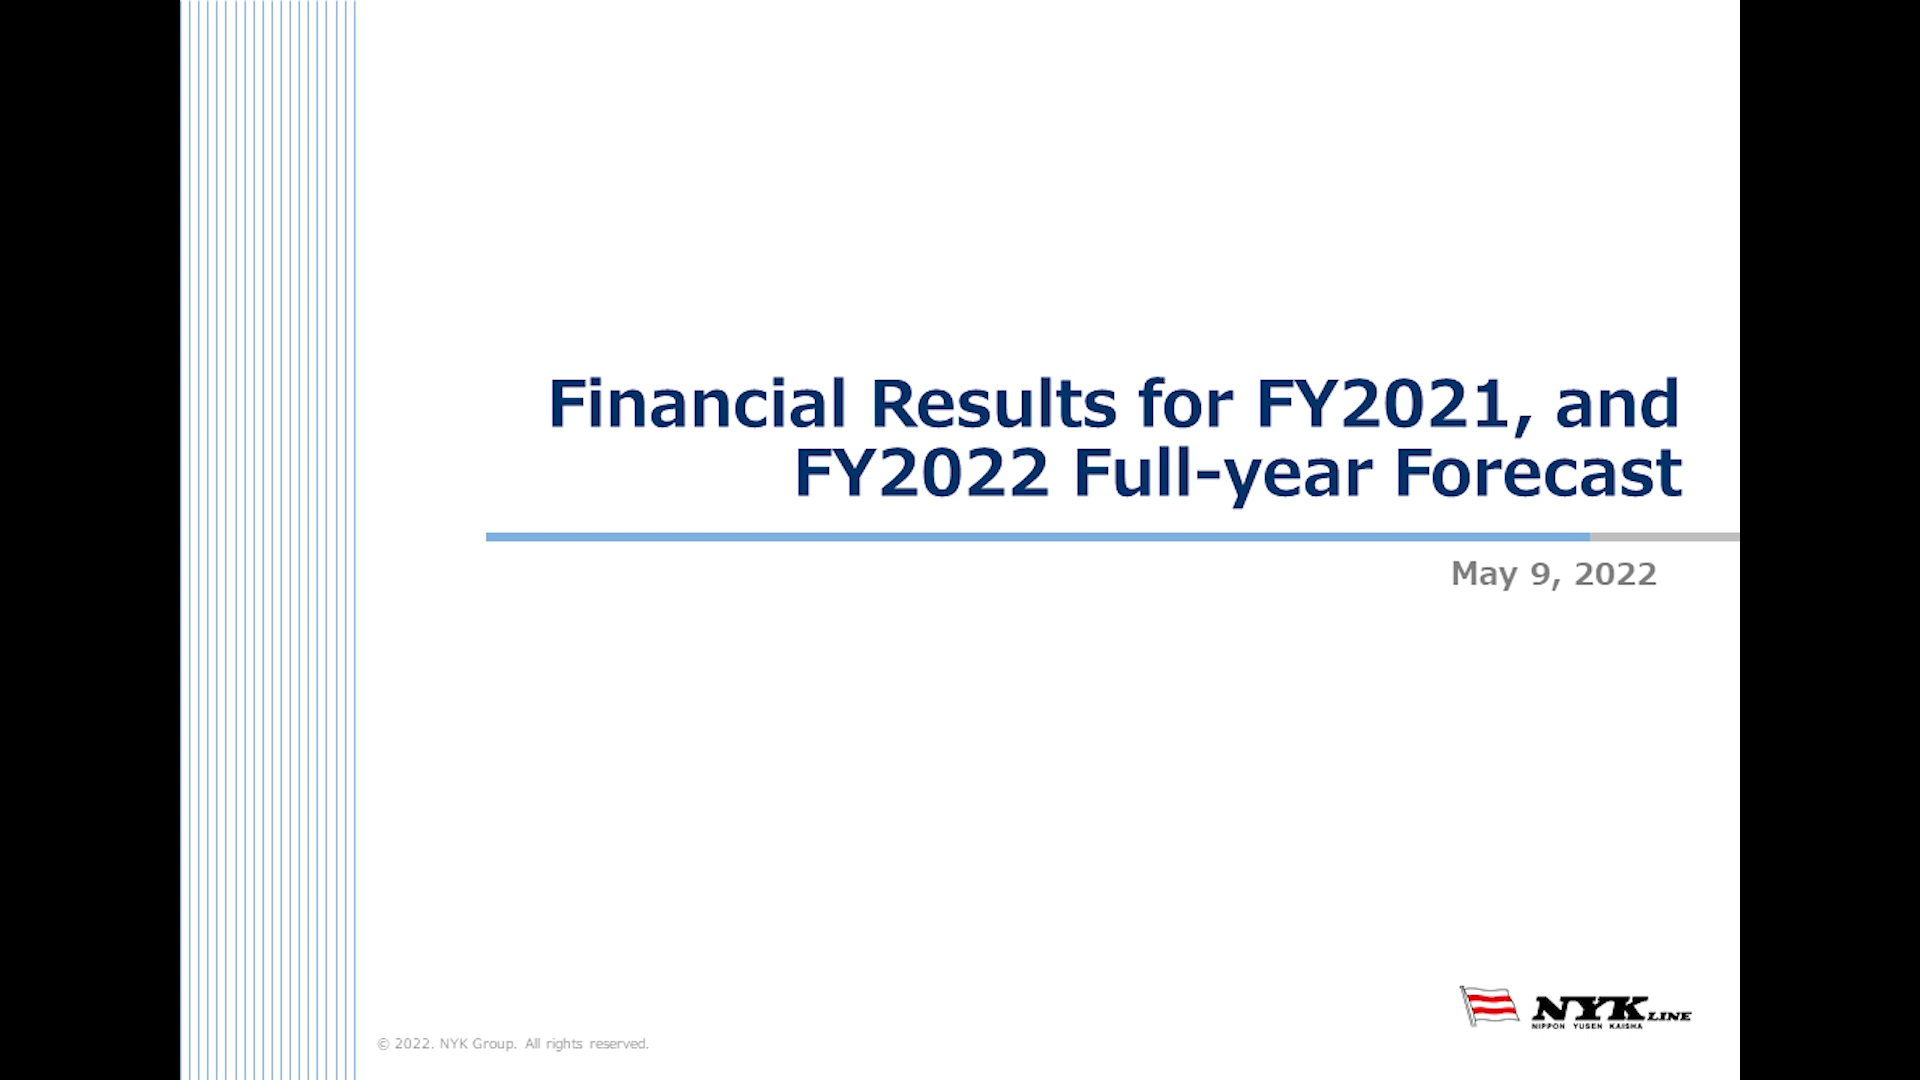 Financial Results for FY2021, and
FY2022 Full-year Forecast
May 9, 2022
NYK LINE
NIPPON YUSEN KAISHA
© 2022. NYK Group. All rights reserved.